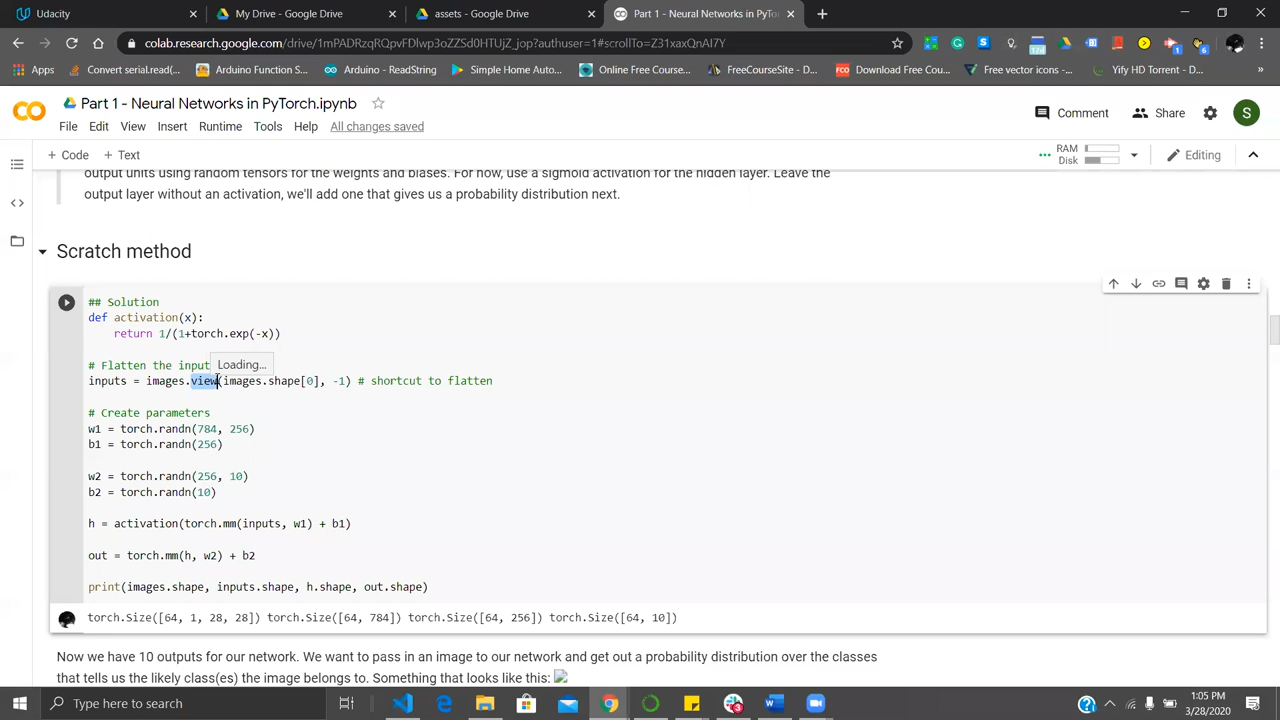 Udacity
My Drive - Google Drive
assets - Google Drive
Part 1 - Neural Networks in PyTo
colab.research.google.com/drive/1mPADRzqRQpvFDlwp3oZZSd0HTUjZ_jop?authuser=1#scrollTo=Z31xaxQnAI7Y
Apps
Convert serial.read(...
Arduino Function S...
Arduino - ReadString
Simple Home Auto...
Online Free Course...
FreeCourseSite - D...
FCO
Download Free Cou...
Free vector icons -...
Yify HD Torrent - D...
»
CO
Part 1 - Neural Networks in PyTorch.ipynb
Comment
Share
S
File Edit View Insert Runtime Tools Help All changes saved
+ Code + Text
RAM
Disk
Editing
output units using random tensors for the weights and biases. For now, use a sigmoid activation for the hidden layer. Leave the
output layer without an activation, we'll add one that gives us a probability distribution next.
Scratch method
## Solution
def activation(x):
return 1/(1+torch.exp(-x))
# Flatten the input
Loading...
inputs = images.view(images.shape[0], -1) # shortcut to flatten
# Create parameters
w1 = torch.randn(784, 256)
b1 = torch.randn(256)
w2 = torch.randn(256, 10)
b2 = torch.randn(10)
h = activation(torch.mm(inputs, w1) + b1)
out = torch.mm(h, w2) + b2
print(images.shape, inputs.shape, h.shape, out.shape)
torch.Size([64, 1, 28, 28]) torch.Size([64, 784]) torch.Size([64, 256]) torch.Size([64, 10])
Now we have 10 outputs for our network. We want to pass in an image to our network and get out a probability distribution over the classes
that tells us the likely class(es) the image belongs to. Something that looks like this:
Type here to search
1:05 PM
3/28/2020